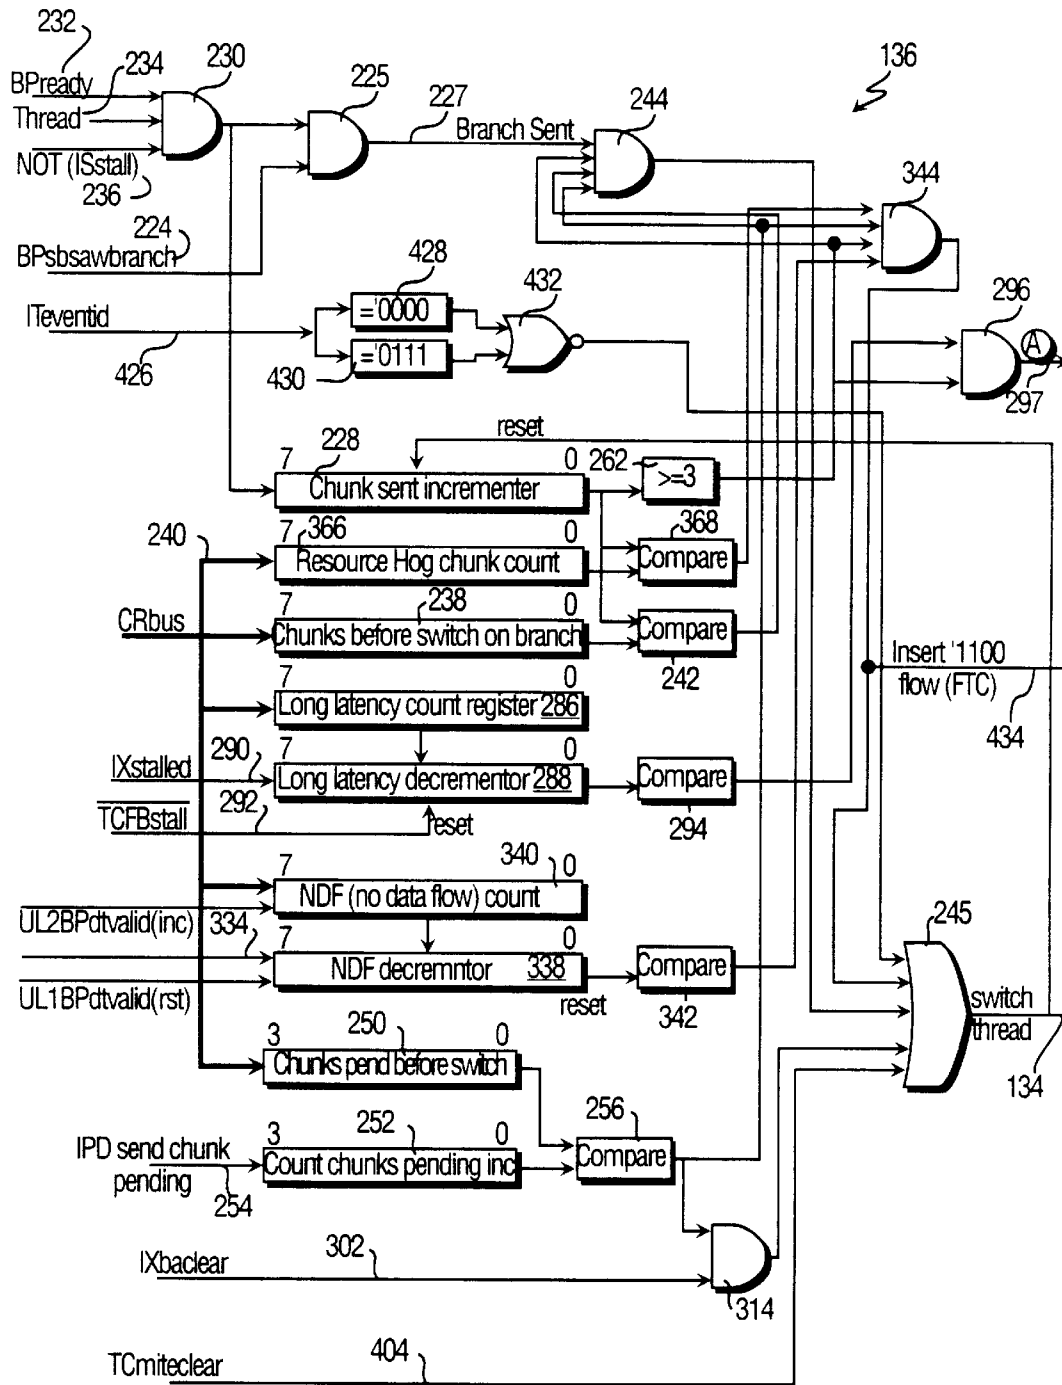 232
BPready
234
230
Thread
NOT (ISstall)
236
225
227
Branch Sent
244
136
344
224
BPsbsawbranch
428
='0000
432
ITeventid
426
='0111
430
296
A
297
reset
7 228 0
Chunk sent incrementer
262
>=3
240
7 366 0
Resource Hog chunk count
368
Compare
CRbus
7 238 0
Chunks before switch on branch
Compare
242
Insert '1100
flow (FTC)
434
7 0
Long latency count register 286
IXstalled
290
7 0
Long latency decrementor 288
Compare
294
TCFBstall
292
reset
7 340 0
NDF (no data flow) count
UL2BPdtvalid(inc)
334
7 0
NDF decremntor 338
Compare
342
UL1BPdtvalid(rst)
reset
245
switch
thread
134
3 250 0
Chunks pend before switch
256
Compare
IPD send chunk
pending
254
3 252 0
Count chunks pending inc
IXbaclear
302
314
TCmiteclear
404